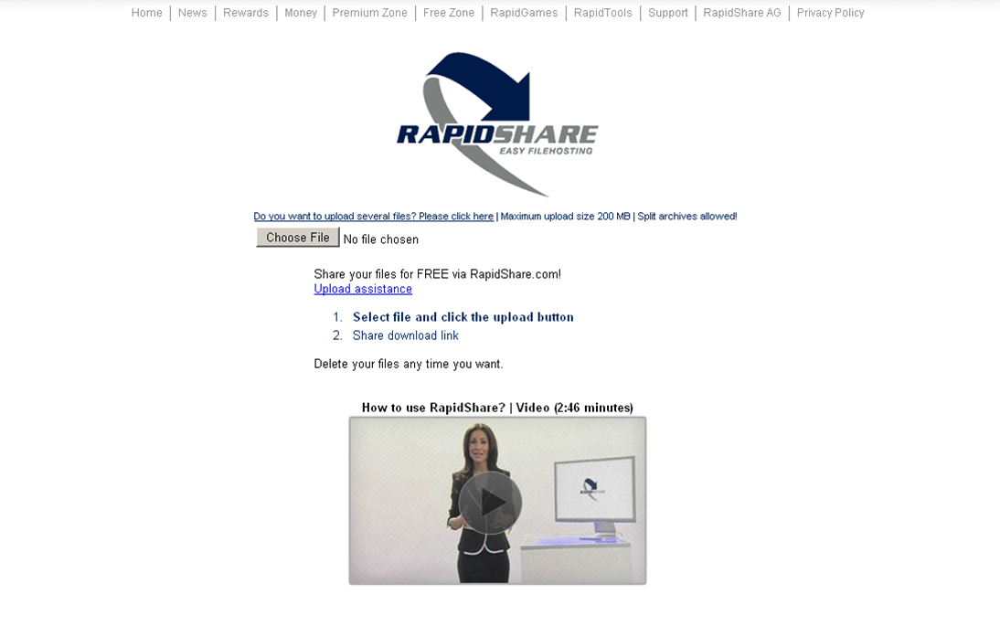 Home | News | Rewards | Money | Premium Zone | Free Zone | RapidGames | RapidTools | Support | RapidShare AG | Privacy Policy
RAPIDSHARE
EASY FILEHOSTING
Do you want to upload several files? Please click here | Maximum upload size 200 MB | Split archives allowed!
Choose File No file chosen
Share your files for FREE via RapidShare.com!
Upload assistance
1. Select file and click the upload button
2. Share download link
Delete your files any time you want.
How to use RapidShare? | Video (2:46 minutes)
RAPIDSHARE